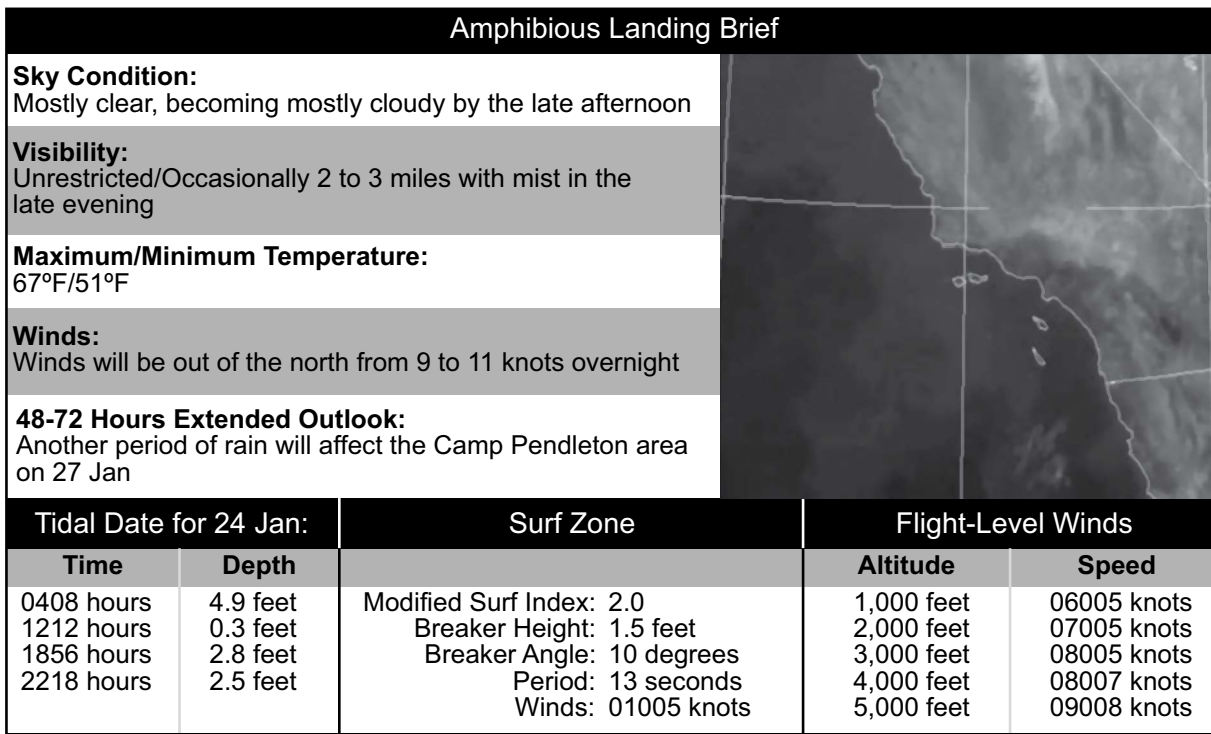 Amphibious Landing Brief
Sky Condition:
Mostly clear, becoming mostly cloudy by the late afternoon
Visibility:
Unrestricted/Occasionally 2 to 3 miles with mist in the
late evening
Maximum/Minimum Temperature:
67ºF/51ºF
Winds:
Winds will be out of the north from 9 to 11 knots overnight
48-72 Hours Extended Outlook:
Another period of rain will affect the Camp Pendleton area
on 27 Jan
Tidal Date for 24 Jan:
Time Depth
0408 hours 4.9 feet
1212 hours 0.3 feet
1856 hours 2.8 feet
2218 hours 2.5 feet
Surf Zone
Modified Surf Index: 2.0
Breaker Height: 1.5 feet
Breaker Angle: 10 degrees
Period: 13 seconds
Winds: 01005 knots
Flight-Level Winds
Altitude Speed
1,000 feet 06005 knots
2,000 feet 07005 knots
3,000 feet 08005 knots
4,000 feet 08007 knots
5,000 feet 09008 knots